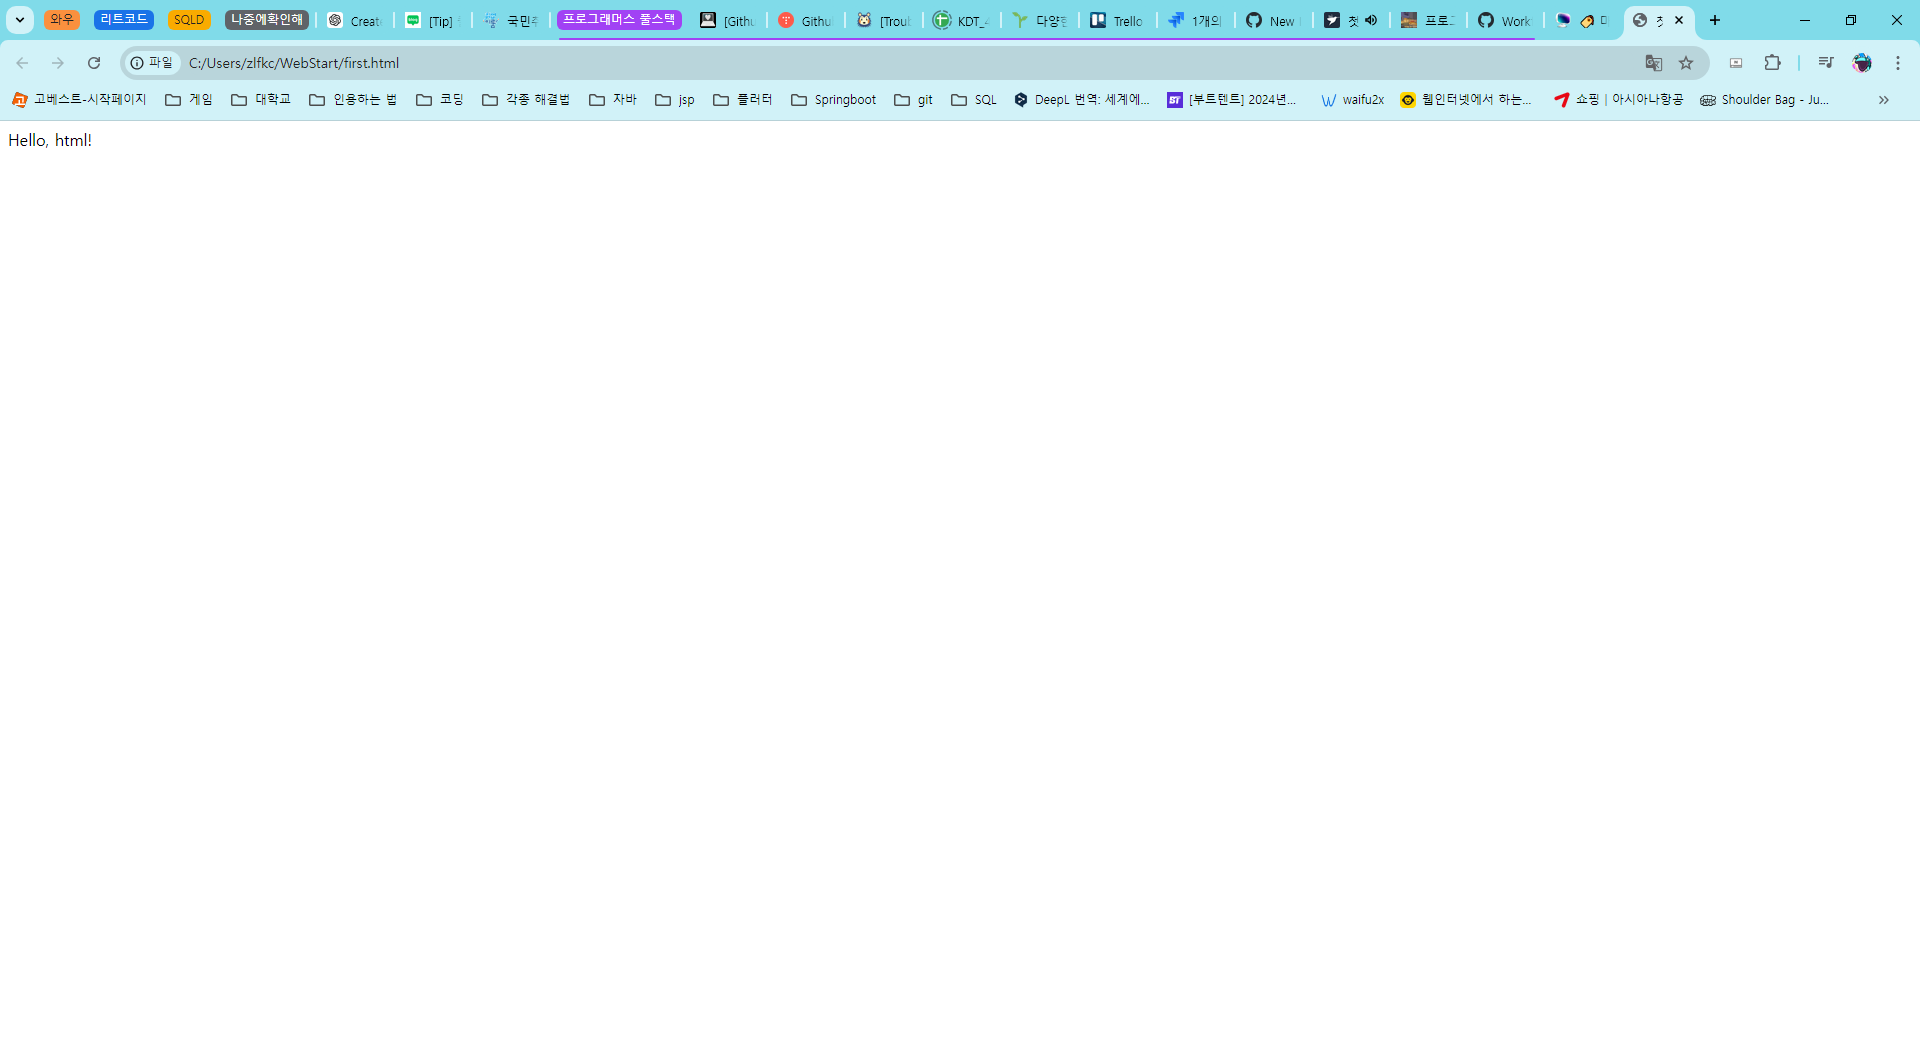 와우 리트코드 SQLD 나중에확인해 Create [Tip] 국민 프로그래머스 풀스택 [Githu Githu [Troul KDT_ 다양한 Trello 1개의 New 첫 프로그 Work
파일 C:/Users/zlfkc/WebStart/first.html
고베스트-시작페이지 게임 대학교 인용하는 법 코딩 각종 해결법 자바 jsp 플러터 Springboot git SQL DeepL 번역: 세계에... BT [부트텐트] 2024년... waifu2x 웹인터넷에서 하는... 쇼핑 | 아시아나항공 Shoulder Bag - Ju...
Hello, html!